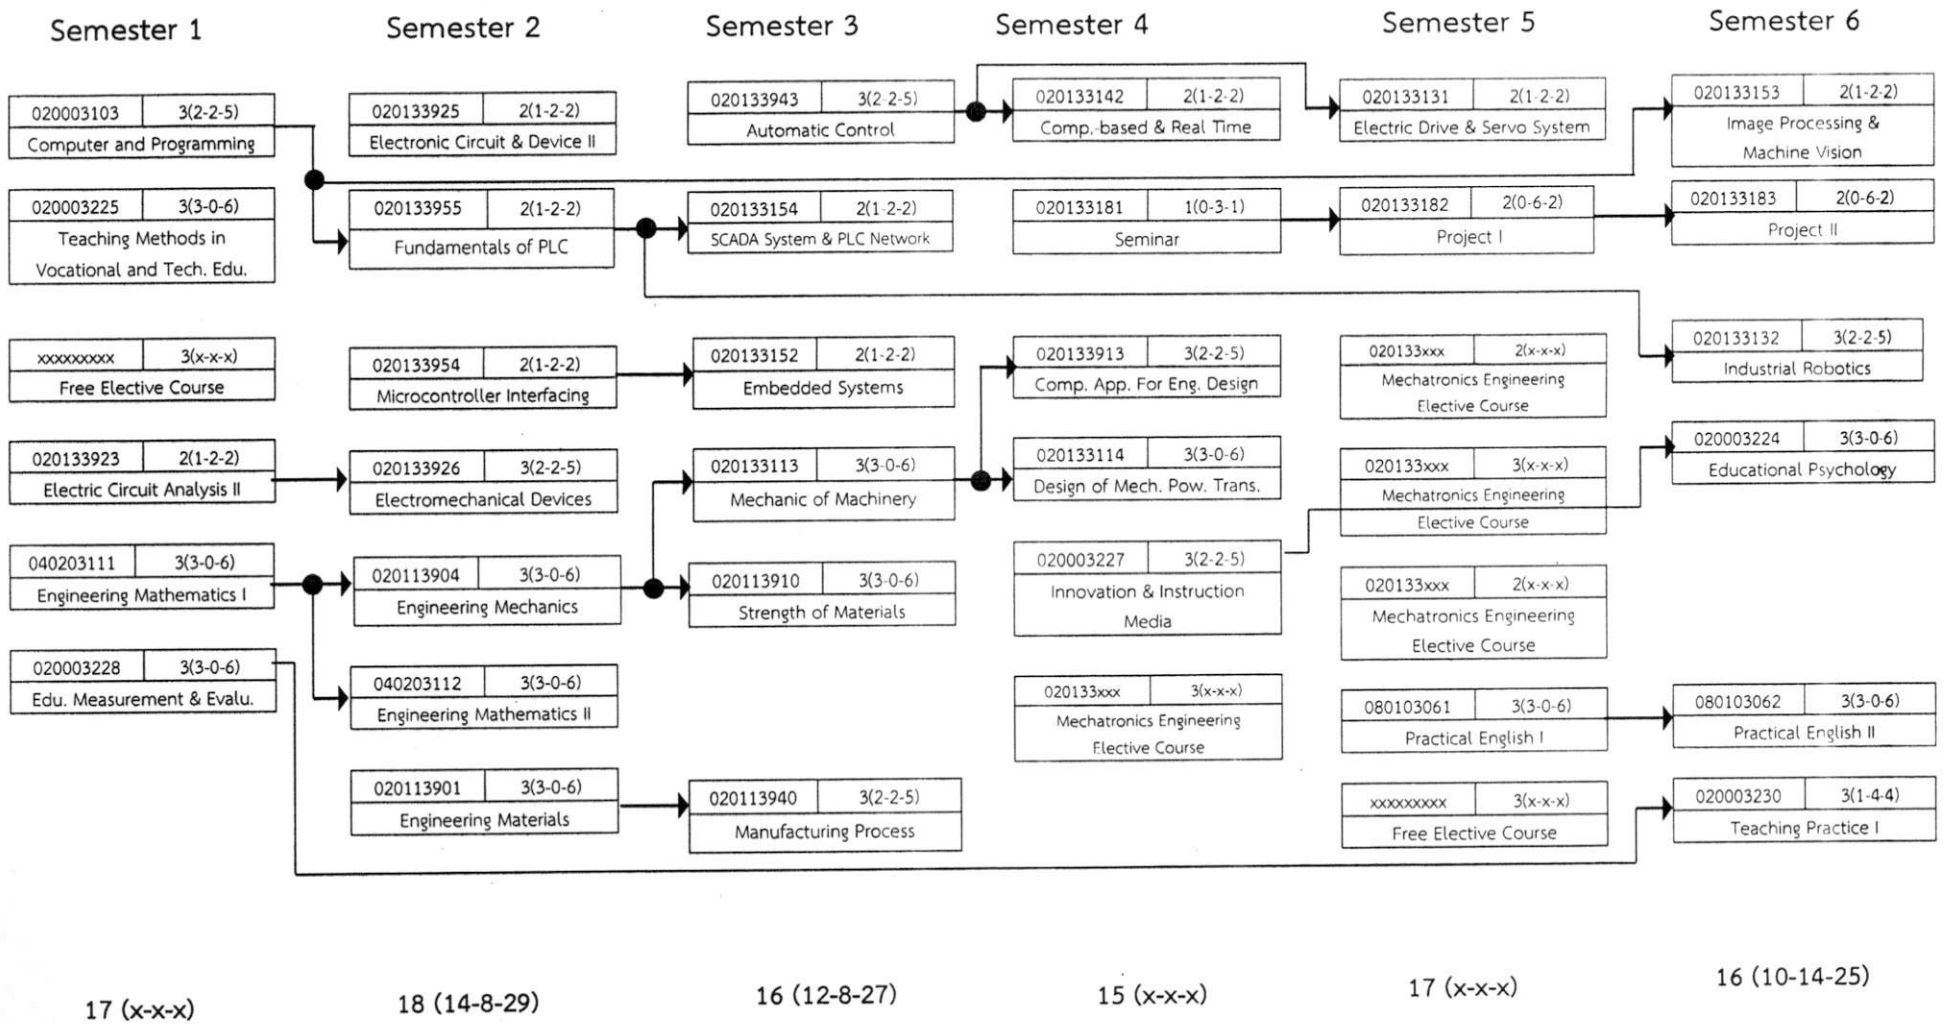 Semester 1
Semester 2
Semester 3
Semester 4
Semester 5
Semester 6
020003103 3(2-2-5)
Computer and Programming
020003225 3(3-0-6)
Teaching Methods in
Vocational and Tech. Edu.
xxxxxxxxx 3(x-x-x)
Free Elective Course
020133923 2(1-2-2)
Electric Circuit Analysis II
040203111 3(3-0-6)
Engineering Mathematics I
020003228 3(3-0-6)
Edu. Measurement & Evalu.
17 (x-x-x)
020133925 2(1-2-2)
Electronic Circuit & Device II
020133955 2(1-2-2)
Fundamentals of PLC
020133954 2(1-2-2)
Microcontroller Interfacing
020133926 3(2-2-5)
Electromechanical Devices
020113904 3(3-0-6)
Engineering Mechanics
040203112 3(3-0-6)
Engineering Mathematics II
020113901 3(3-0-6)
Engineering Materials
18 (14-8-29)
020133943 3(2-2-5)
Automatic Control
020133154 2(1-2-2)
SCADA System & PLC Network
020133152 2(1-2-2)
Embedded Systems
020133113 3(3-0-6)
Mechanic of Machinery
020113910 3(3-0-6)
Strength of Materials
020113940 3(2-2-5)
Manufacturing Process
16 (12-8-27)
020133142 2(1-2-2)
Comp.-based & Real Time
020133181 1(0-3-1)
Seminar
020133913 3(2-2-5)
Comp. App. For Eng. Design
020133114 3(3-0-6)
Design of Mech. Pow. Trans.
020003227 3(2-2-5)
Innovation & Instruction
Media
020133xxx 3(x-x-x)
Mechatronics Engineering
Elective Course
15 (x-x-x)
020133131 2(1-2-2)
Electric Drive & Servo System
020133182 2(0-6-2)
Project I
020133xxx 2(x-x-x)
Mechatronics Engineering
Elective Course
020133xxx 3(x-x-x)
Mechatronics Engineering
Elective Course
020133xxx 2(x-x-x)
Mechatronics Engineering
Elective Course
080103061 3(3-0-6)
Practical English I
xxxxxxxxx 3(x-x-x)
Free Elective Course
17 (x-x-x)
020133153 2(1-2-2)
Image Processing &
Machine Vision
020133183 2(0-6-2)
Project II
020133132 3(2-2-5)
Industrial Robotics
020003224 3(3-0-6)
Educational Psychology
080103062 3(3-0-6)
Practical English II
020003230 3(1-4-4)
Teaching Practice I
16 (10-14-25)